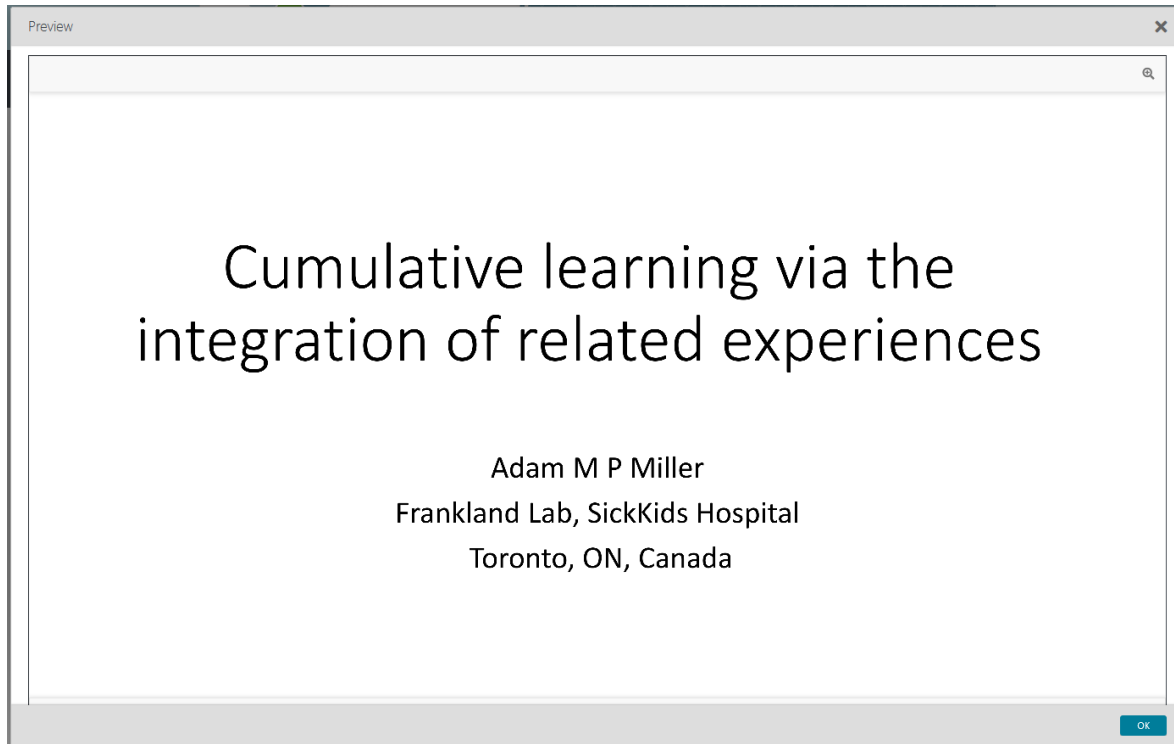 Preview
Cumulative learning via the
integration of related experiences
Adam M P Miller
Frankland Lab, SickKids Hospital
Toronto, ON, Canada
OK